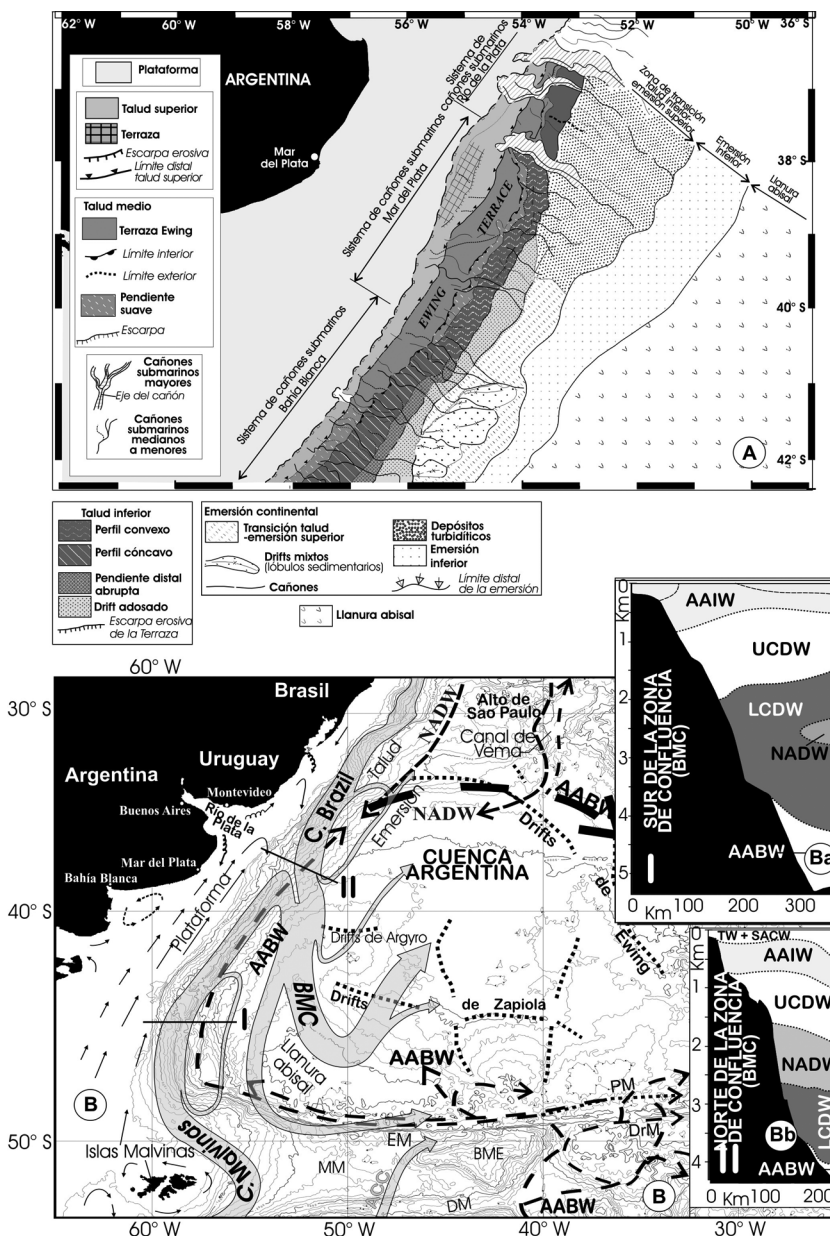 62° W
60° W
58° W
56° W
54° W
52° W
50° W
36° S
Plataforma
Talud superior
Terraza
Escarpa erosiva
Límite distal
talud superior
Talud medio
Terraza Ewing
Límite interior
Límite exterior
Pendiente
suave
Escarpa
Cañones
submarinos
mayores
Eje del cañón
Cañones
submarinos
medianos
a menores
ARGENTINA
Mar
del Plata
Sistema de
cañones submarinos
Río de la Plata
Sistema de cañones submarinos
Mar del Plata
Sistema de cañones submarinos
Bahía Blanca
EWING
TERRACE
Zona de transición
Talud inferior-
emersión superior
Emersión
inferior
Llanura
abisal
38° S
40° S
42° S
A
Talud inferior
Perfil convexo
Perfil cóncavo
Pendiente distal
abrupta
Drift adosado
Escarpa erosiva
de la Terraza
Emersión continental
Transición talud
-emersión superior
Drifts mixtos
(lóbulos sedimentarios)
Cañones
Depósitos
turbidíticos
Emersión
inferior
Límite distal
de la emersión
Llanura abisal
60° W
30° S
40° S
50° S
Brasil
Uruguay
Argentina
Montevideo
Buenos Aires
Río de la
Plata
Mar del Plata
Bahía Blanca
Plataforma
C. Brazil
Talud
Emersión
NADW
Alto de
Sao Paulo
Canal de
Vema
NADW
AABW
Drifts
de
Ewing
CUENCA
ARGENTINA
II
Drifts de Argyro
AABW
BMC
Drifts
de Zapiola
I
Llanura
abisal
AABW
PM
EM
DrM
BME
MM
DM
ACC
AABW
C. Malvinas
Islas Malvinas
B
B
60° W
50° W
40° W
30° W
0
Km
1
2
3
4
5
AAIW
UCDW
LCDW
NADW
AABW
Ba
I SUR DE LA ZONA
DE CONFLUENCIA
(BMC)
0
Km
100
200
300
TW + SACW
0
Km
1
2
3
4
AAIW
UCDW
NADW
LCDW
AABW
Bb
II NORTE DE LA ZONA
DE CONFLUENCIA
(BMC)
0
Km
100
200